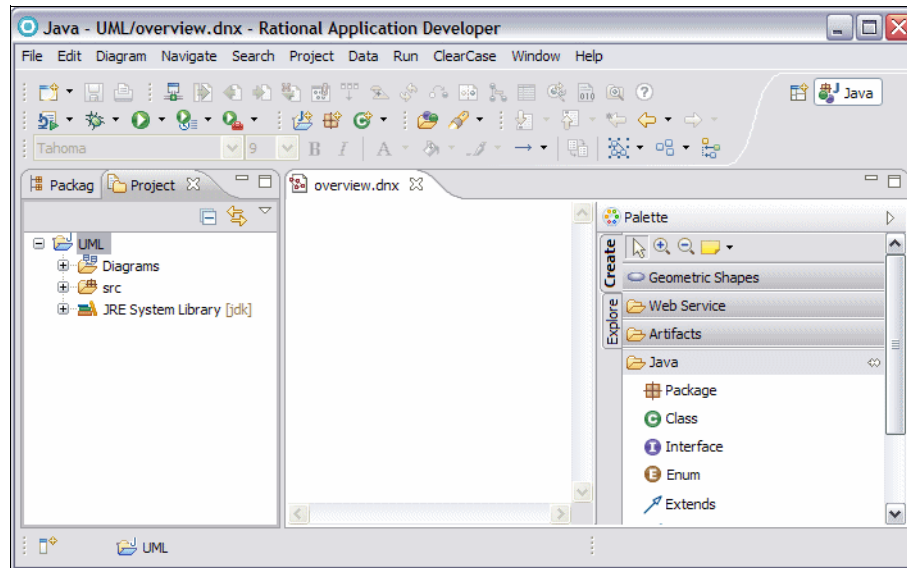 Java - UML/overview.dnx - Rational Application Developer
File Edit Diagram Navigate Search Project Data Run ClearCase Window Help
Java
Tahoma 9 B I A
Packag Project overview.dnx
Palette
UML
Diagrams
src
JRE System Library [jdk]
Create
Explore
Geometric Shapes
Web Service
Artifacts
Java
Package
Class
Interface
Enum
Extends
UML